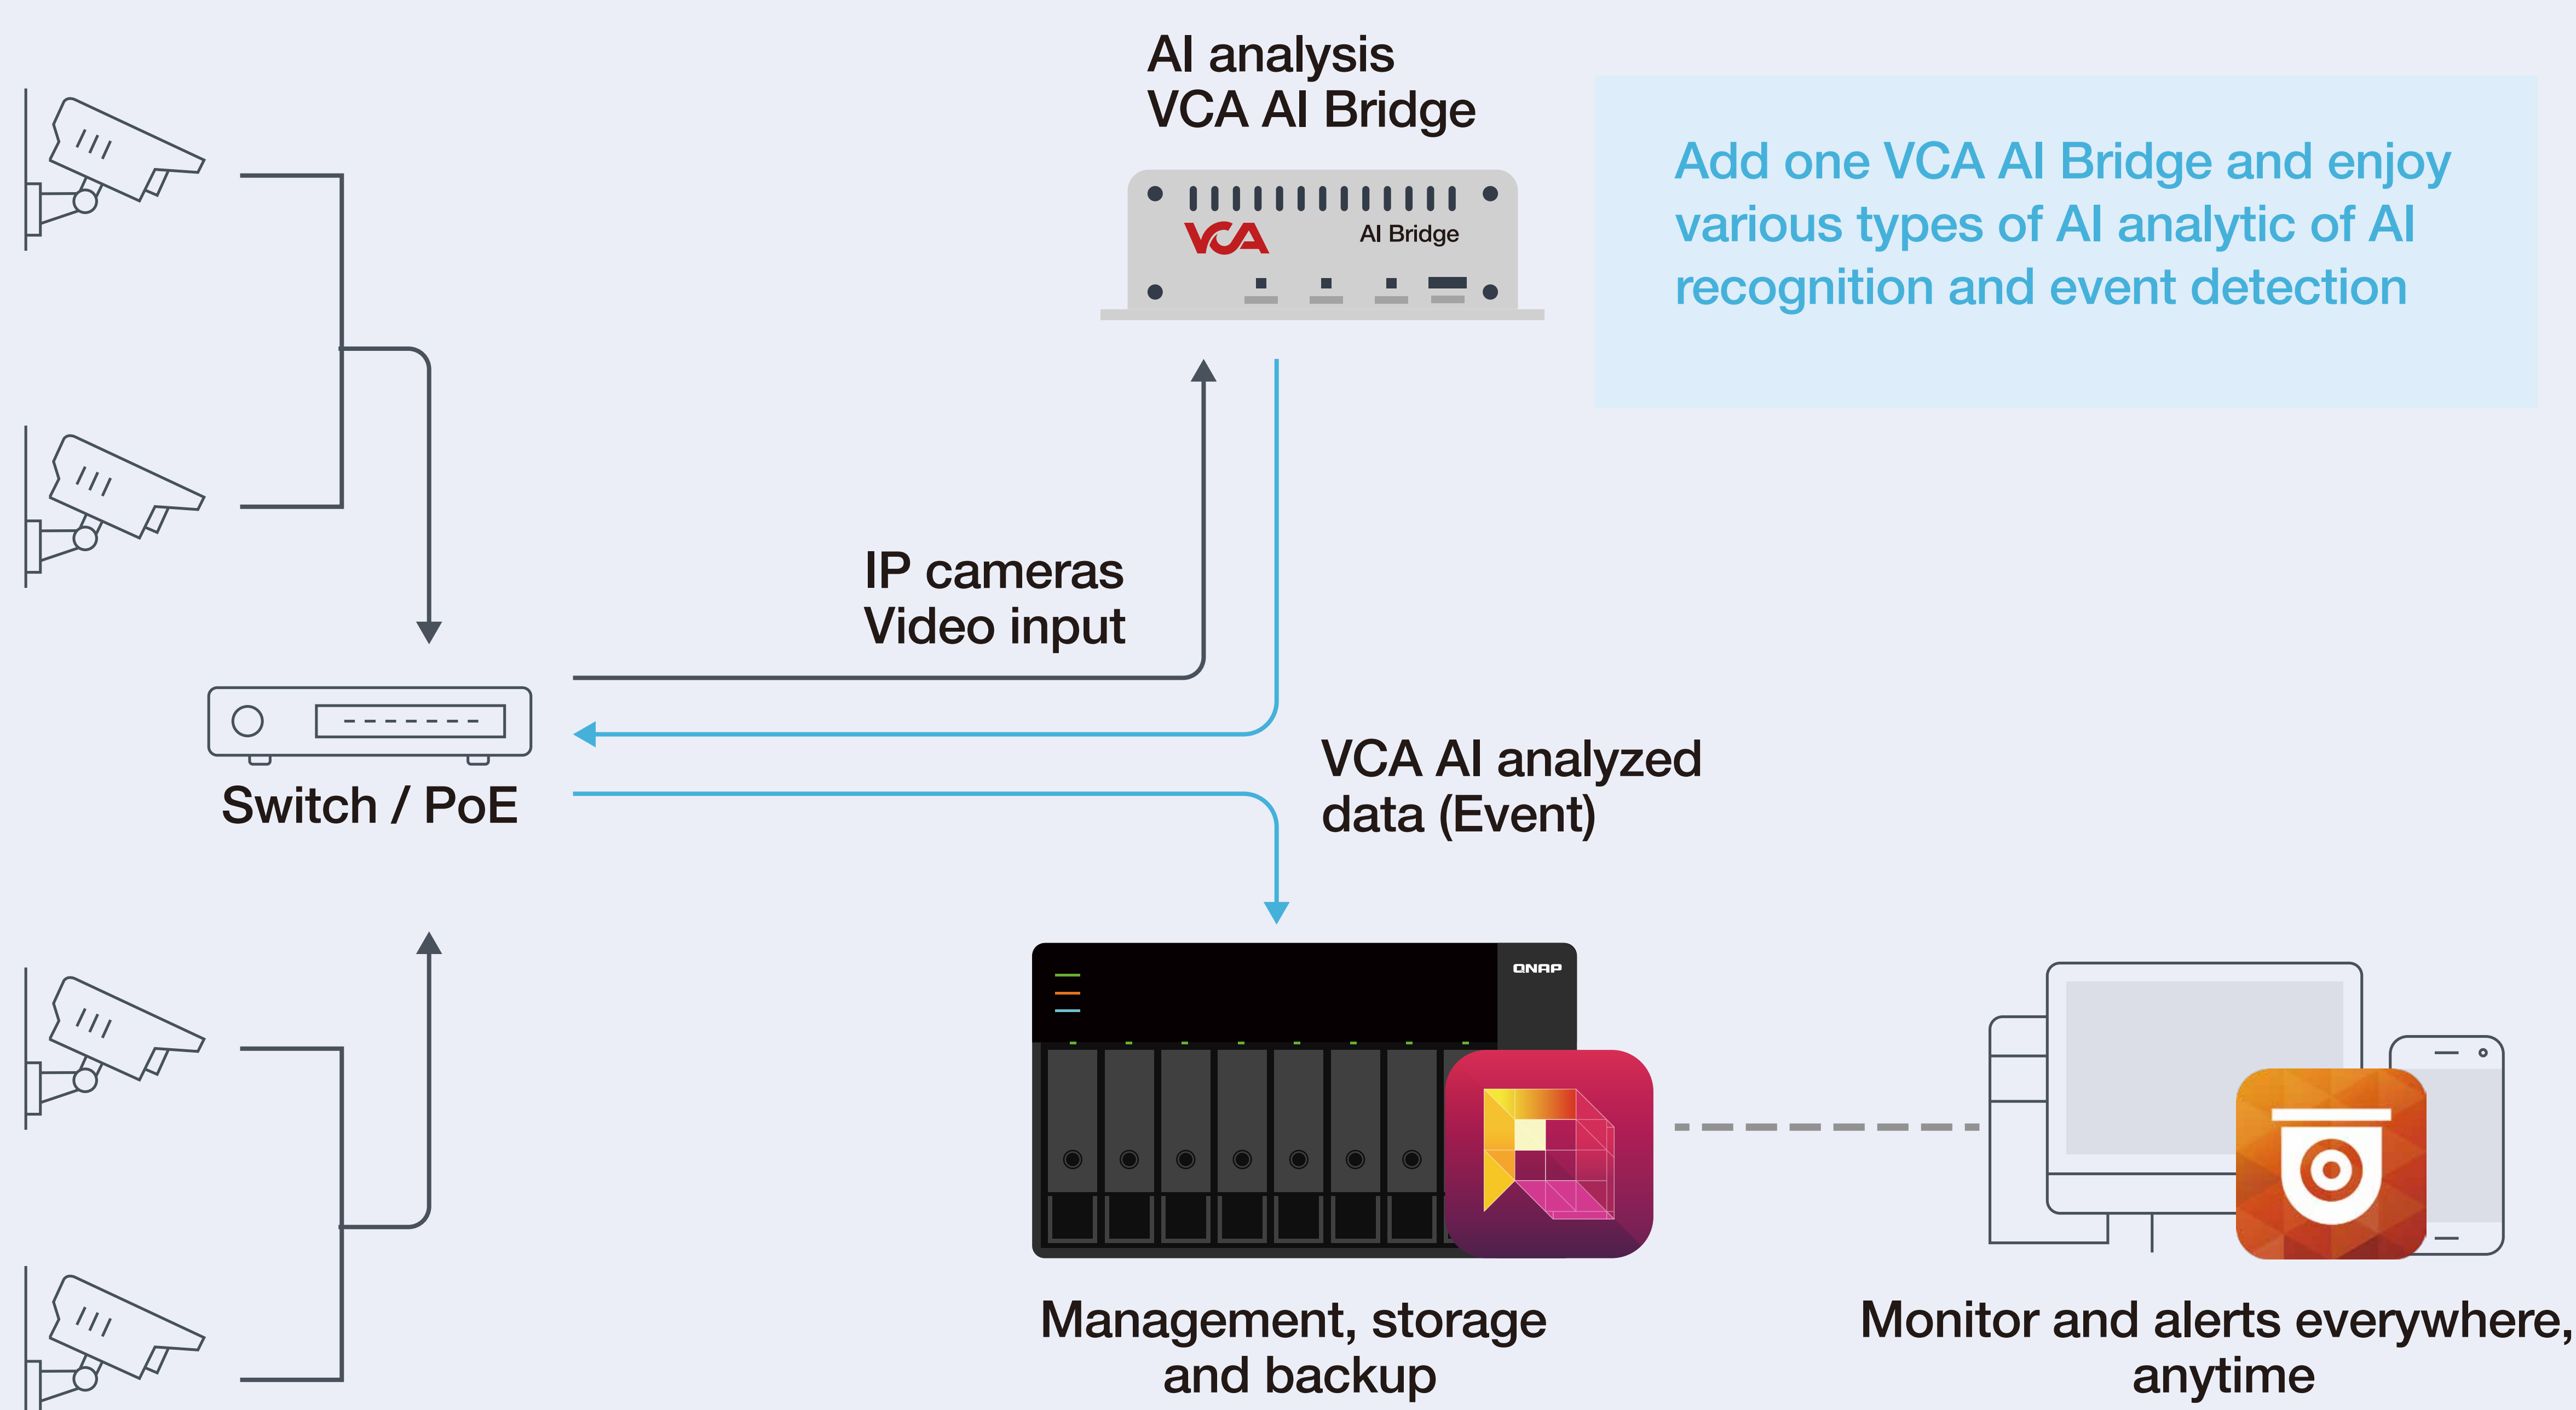 AI analysis
VCA AI Bridge
VCA
AI Bridge
Add one VCA AI Bridge and enjoy
various types of AI analytic of AI
recognition and event detection
IP cameras
Video input
Switch / PoE
VCA AI analyzed
data (Event)
QNAP
Management, storage
and backup
Monitor and alerts everywhere,
anytime